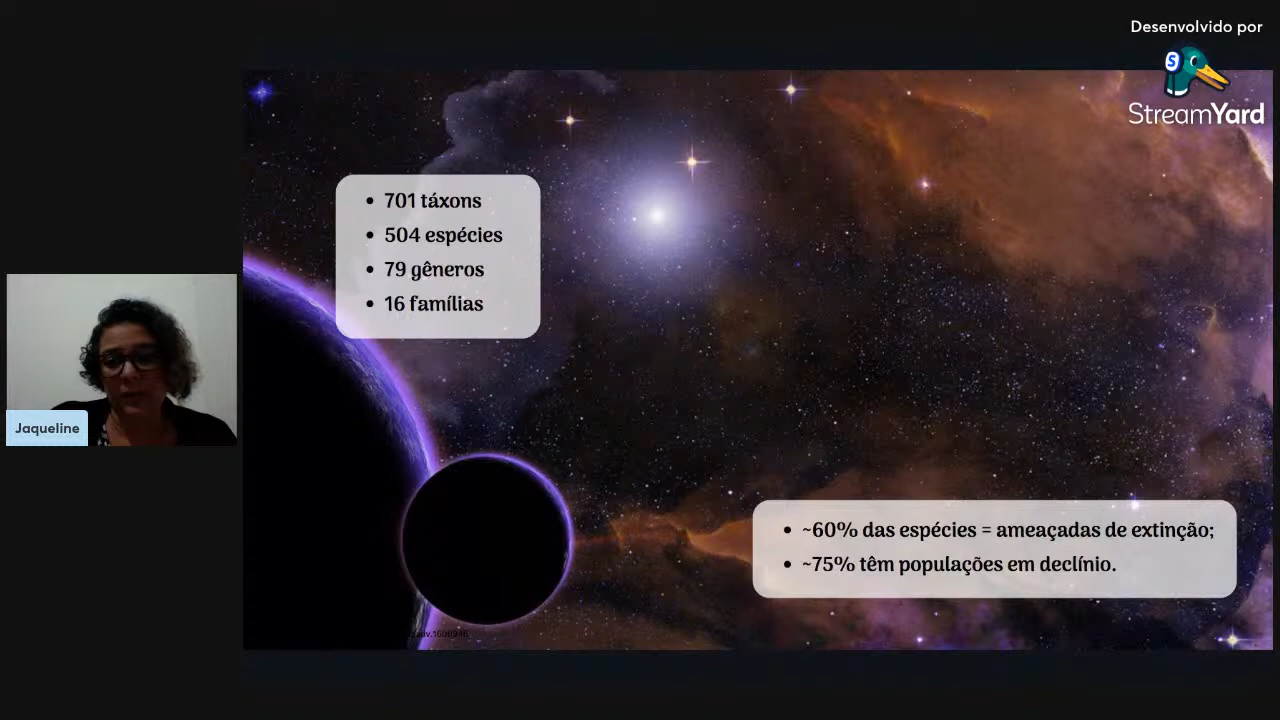 Desenvolvido por
StreamYard
• 701 táxons
• 504 espécies
• 79 gêneros
• 16 famílias
Jaqueline
• ~60% das espécies = ameaçadas de extinção;
• ~75% têm populações em declínio.